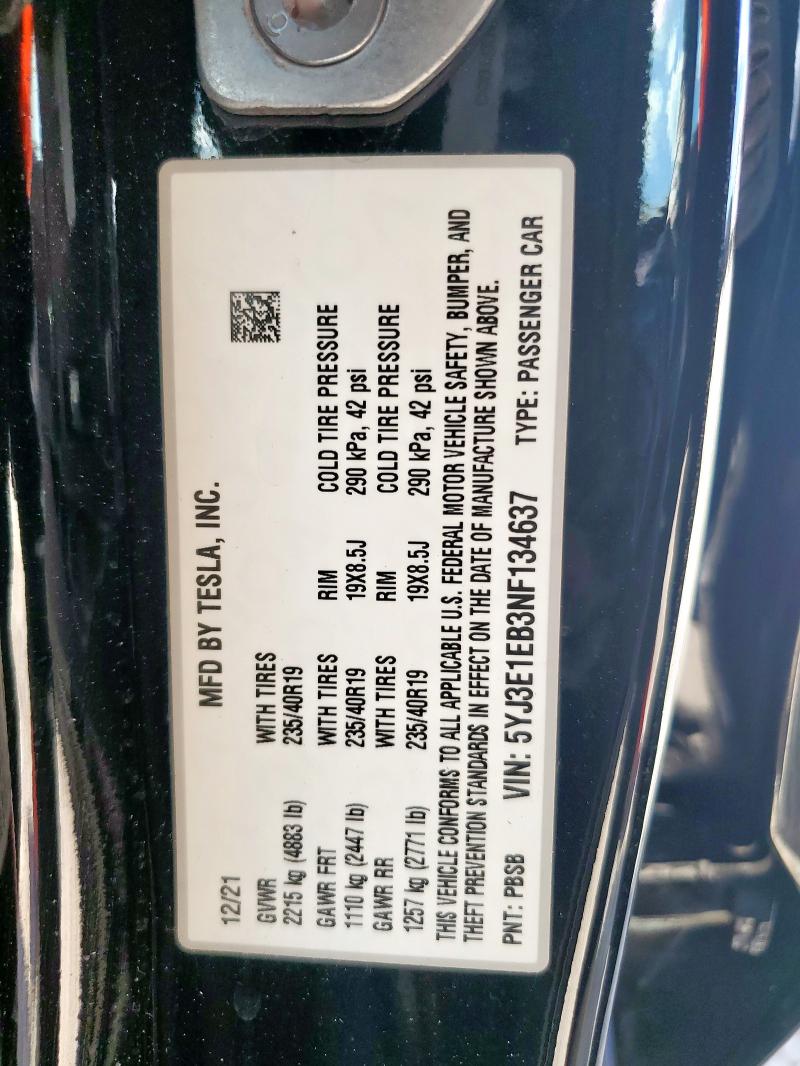 12/21 MFD BY TESLA, INC.
GVWR WITH TIRES
2215 kg (4883 lb) 235/40R19
GAWR FRT WITH TIRES RIM COLD TIRE PRESSURE
1110 kg (2447 lb) 235/40R19 19X8.5J 290 kPa, 42 psi
GAWR RR WITH TIRES RIM COLD TIRE PRESSURE
1257 kg (2771 lb) 235/40R19 19X8.5J 290 kPa, 42 psi
THIS VEHICLE CONFORMS TO ALL APPLICABLE U.S. FEDERAL MOTOR VEHICLE SAFETY, BUMPER, AND
THEFT PREVENTION STANDARDS IN EFFECT ON THE DATE OF MANUFACTURE SHOWN ABOVE.
PNT: PBSB VIN: 5YJ3E1EB3NF134637 TYPE: PASSENGER CAR